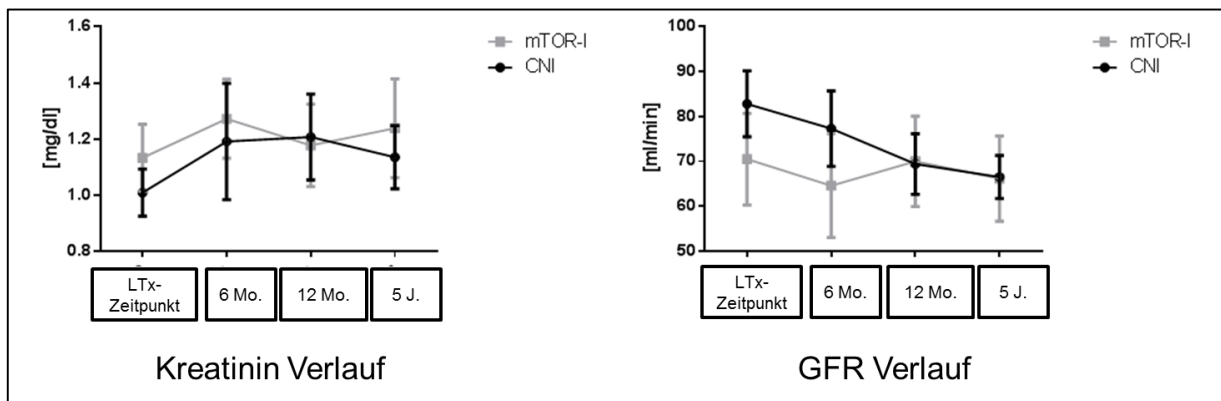 mTOR-I
CNI
[mg/dl]
1.6
1.4
1.2
1.0
0.8
LTx-
Zeitpunkt
6 Mo.
12 Mo.
5 J.
Kreatinin Verlauf
mTOR-I
CNI
[ml/min]
100
90
80
70
60
50
LTx-
Zeitpunkt
6 Mo.
12 Mo.
5 J.
GFR Verlauf